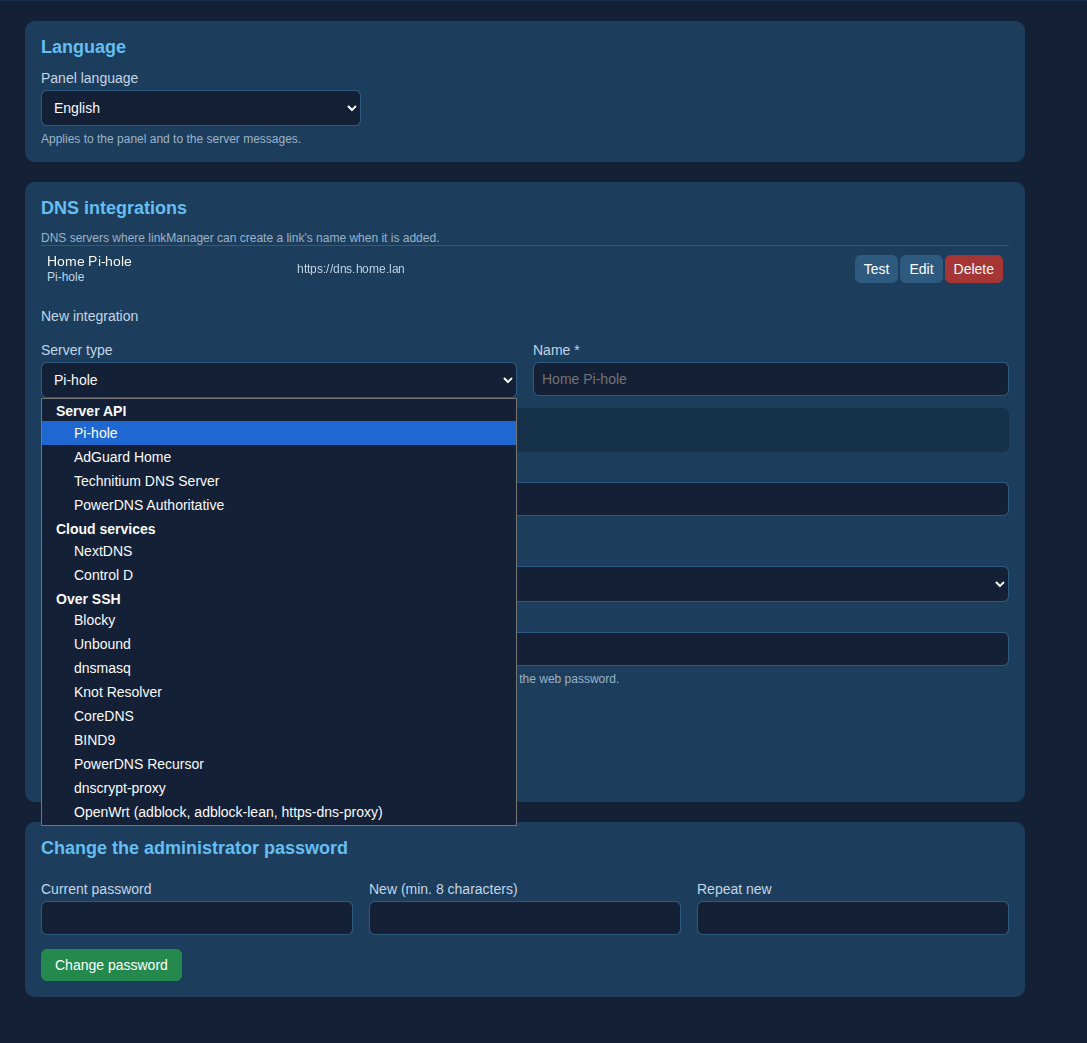 Language
Panel language
English
Applies to the panel and to the server messages.
DNS integrations
DNS servers where linkManager can create a link's name when it is added.
Home Pi-hole
Pi-hole
https://dns.home.lan
Test Edit Delete
New integration
Server type
Name *
Pi-hole
Home Pi-hole
Server API
Pi-hole
AdGuard Home
Technitium DNS Server
PowerDNS Authoritative
Cloud services
NextDNS
Control D
Over SSH
Blocky
Unbound
dnsmasq
the web password.
Knot Resolver
CoreDNS
BIND9
PowerDNS Recursor
dnscrypt-proxy
OpenWrt (adblock, adblock-lean, https-dns-proxy)
Change the administrator password
Current password
New (min. 8 characters)
Repeat new
Change password